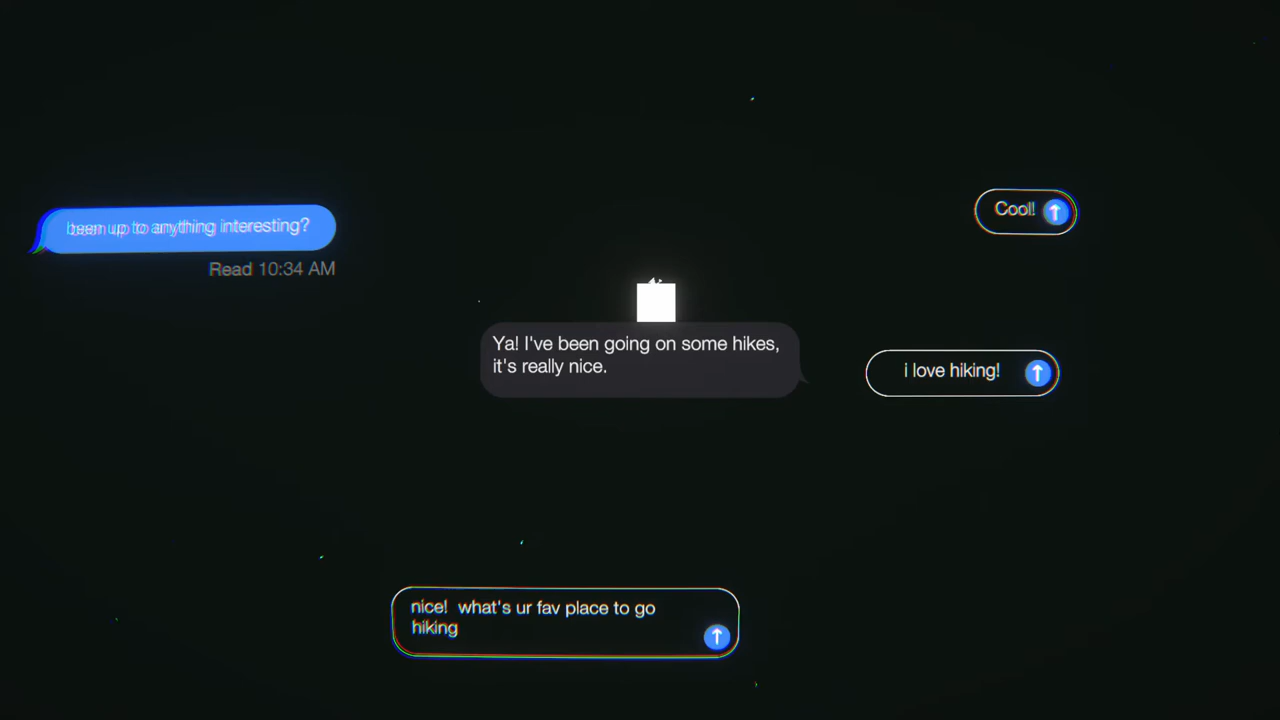 been up to anything interesting?
Read 10:34 AM
Cool!
Ya! I've been going on some hikes,
it's really nice.
i love hiking!
nice!  what's ur fav place to go
hiking